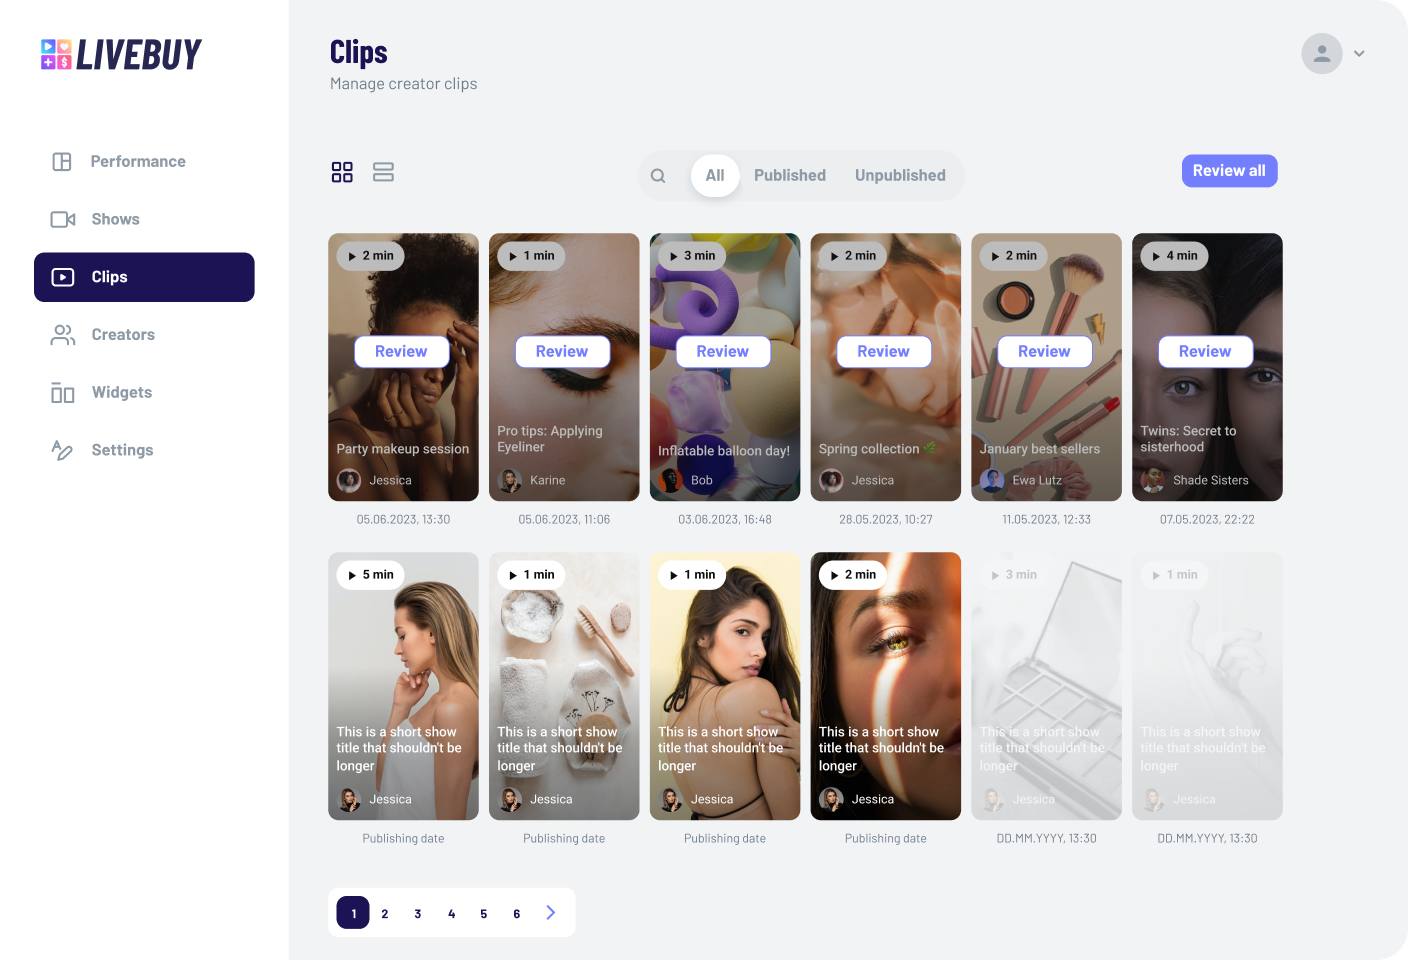 LIVEBUY
Clips
Manage creator clips
Performance
Shows
Clips
Creators
Widgets
Settings
All
Published
Unpublished
Review all
2 min
1 min
3 min
2 min
2 min
4 min
Review
Review
Review
Review
Review
Review
Party makeup session
Jessica
Pro tips: Applying
Eyeliner
Karine
Inflatable balloon day!
Bob
Spring collection 🌿
Jessica
January best sellers
Ewa Lutz
Twins: Secret to
sisterhood
Shade Sisters
05.06.2023, 13:30
05.06.2023, 11:06
03.06.2023, 16:48
28.05.2023, 10:27
11.05.2023, 12:33
07.05.2023, 22:22
5 min
1 min
1 min
2 min
3 min
1 min
This is a short show
title that shouldn't be
longer
Jessica
This is a short show
title that shouldn't be
longer
Jessica
This is a short show
title that shouldn't be
longer
Jessica
This is a short show
title that shouldn't be
longer
Jessica
This is a short show
title that shouldn't be
longer
Jessica
This is a short show
title that shouldn't be
longer
Jessica
Publishing date
Publishing date
Publishing date
Publishing date
DD.MM.YYYY, 13:30
DD.MM.YYYY, 13:30
1 2 3 4 5 6